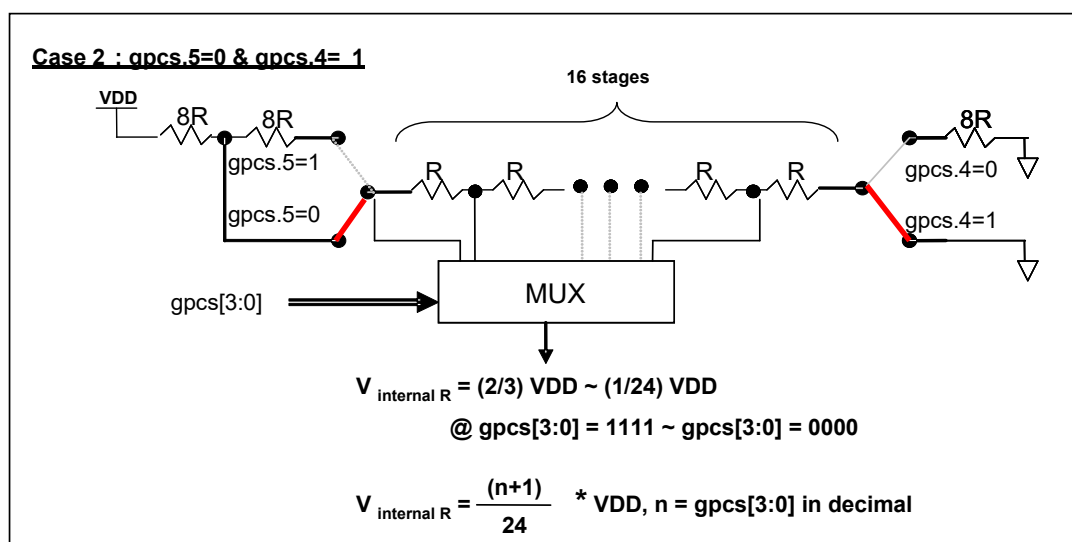 Case 2 : gpcs.5=0 & gpcs.4= 1
16 stages
VDD
8R
8R
8R
gpcs.5=1
gpcs.4=0
R
R
R
R
gpcs.5=0
gpcs.4=1
MUX
gpcs[3:0]
V internal R = (2/3) VDD ~ (1/24) VDD
@ gpcs[3:0] = 1111 ~ gpcs[3:0] = 0000
V internal R = (n+1) / 24 * VDD, n = gpcs[3:0] in decimal